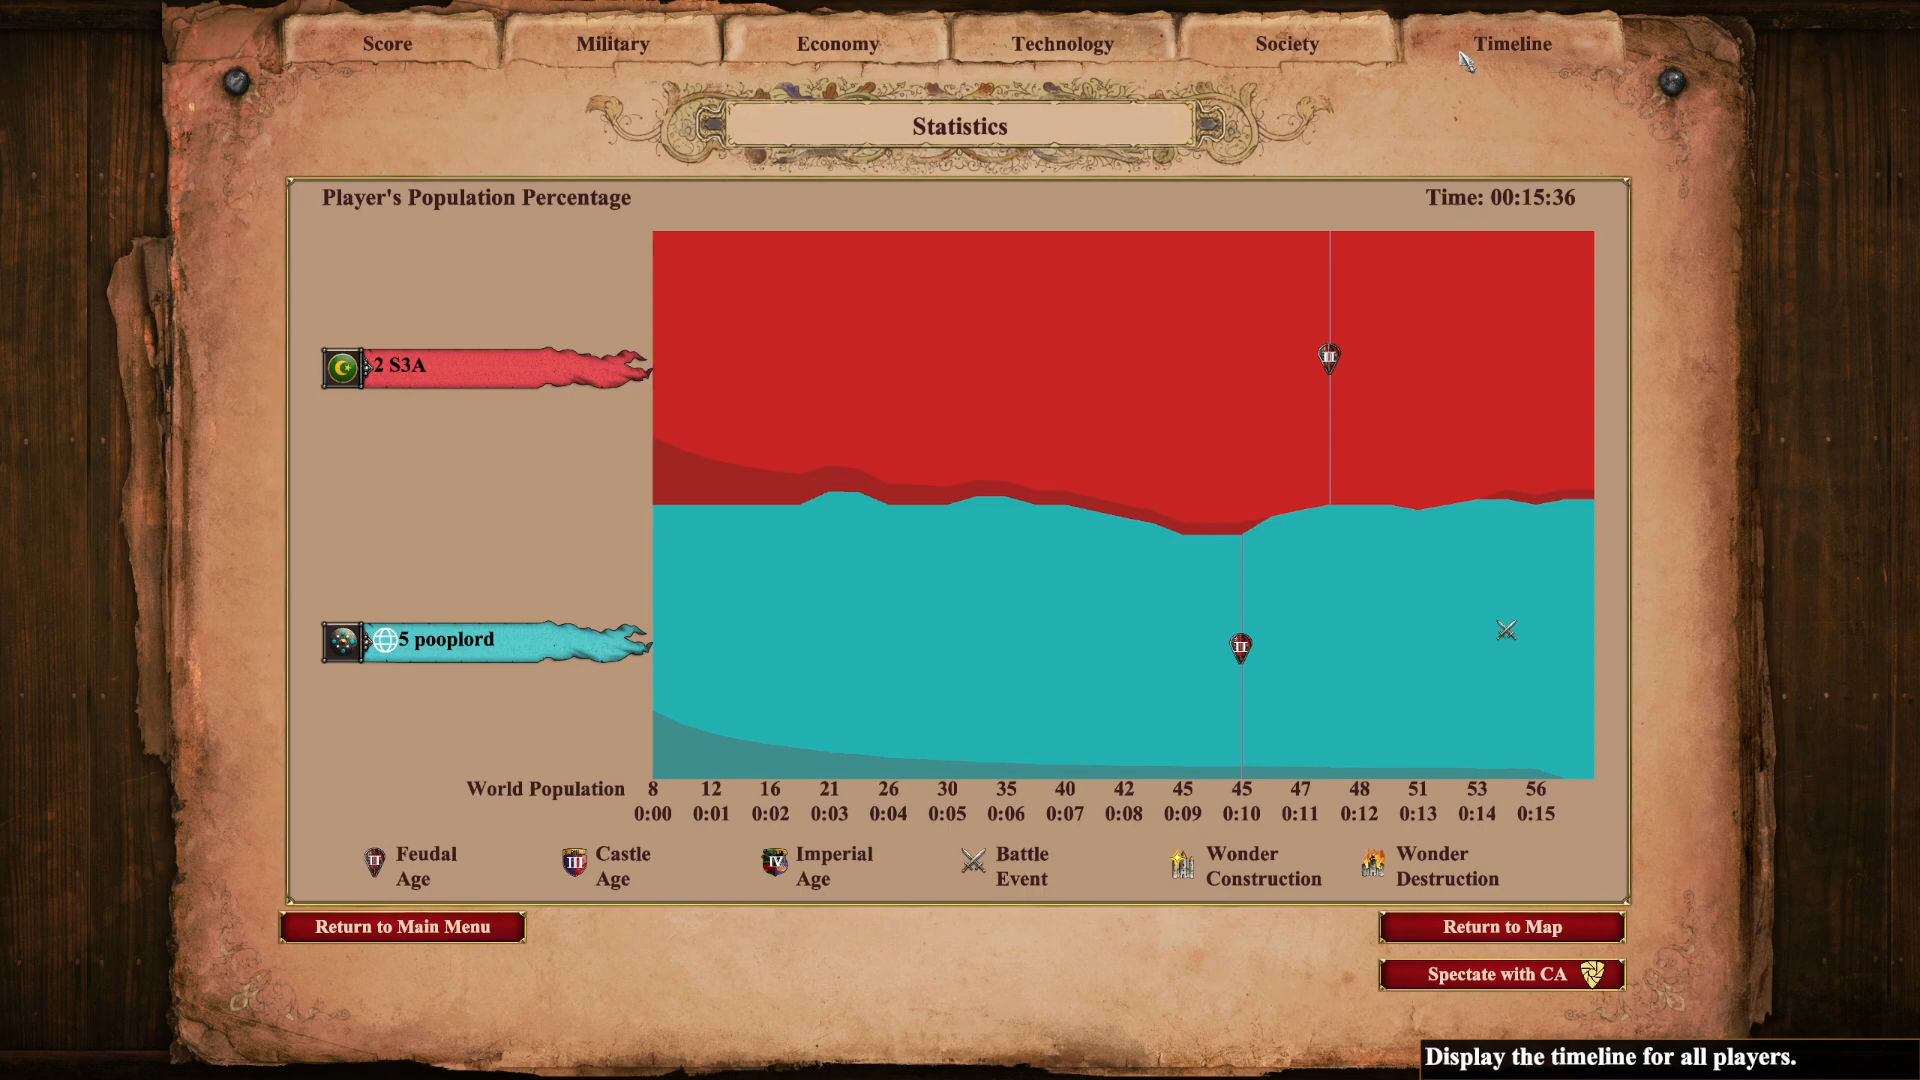 Score Military Economy Technology Society Timeline
Statistics
Player's Population Percentage
Time: 00:15:36
2 S3A
II
5 pooplord
II
World Population 8 12 16 21 26 30 35 40 42 45 45 47 48 51 53 56
0:00 0:01 0:02 0:03 0:04 0:05 0:06 0:07 0:08 0:09 0:10 0:11 0:12 0:13 0:14 0:15
II Feudal Age
III Castle Age
IV Imperial Age
Battle Event
Wonder Construction
Wonder Destruction
Return to Main Menu
Return to Map
Spectate with CA
Display the timeline for all players.